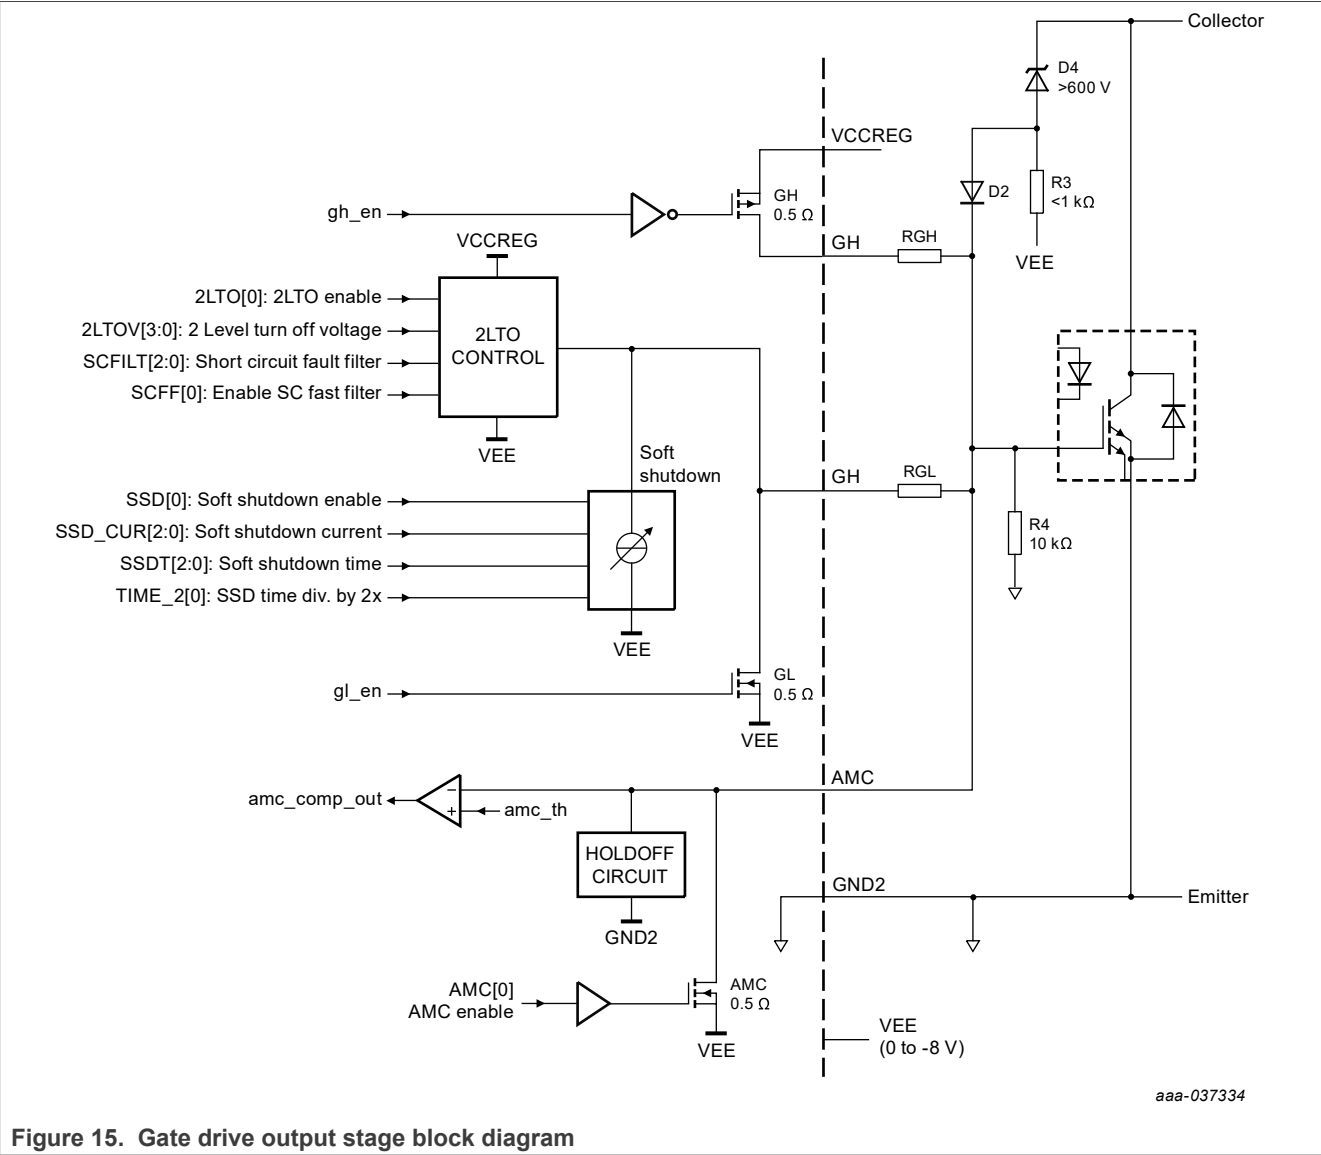 Collector
D4
>600 V
VCCREG
GH
0.5 Ω
D2
R3
<1 kΩ
gh_en
VCCREG
GH
RGH
VEE
2LTO[0]: 2LTO enable
2LTOV[3:0]: 2 Level turn off voltage
SCFILT[2:0]: Short circuit fault filter
SCFF[0]: Enable SC fast filter
2LTO
CONTROL
VEE
Soft
shutdown
GH
RGL
SSD[0]: Soft shutdown enable
SSD_CUR[2:0]: Soft shutdown current
SSDT[2:0]: Soft shutdown time
TIME_2[0]: SSD time div. by 2x
R4
10 kΩ
VEE
gl_en
GL
0.5 Ω
VEE
AMC
amc_comp_out
−
+
amc_th
HOLDOFF
CIRCUIT
GND2
GND2
Emitter
AMC[0]
AMC enable
AMC
0.5 Ω
VEE
VEE
(0 to -8 V)
aaa-037334
Figure 15. Gate drive output stage block diagram